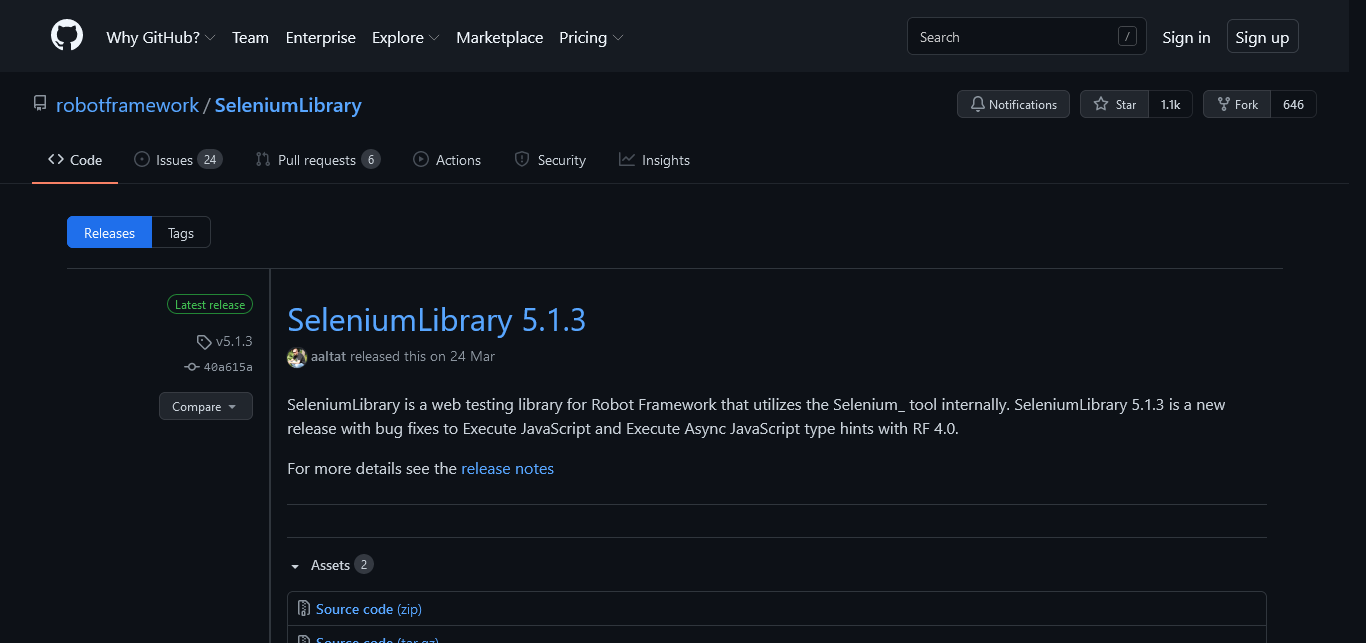 Why GitHub? Team Enterprise Explore Marketplace Pricing Search / Sign in Sign up
robotframework / SeleniumLibrary Notifications Star 1.1k Fork 646
Code Issues 24 Pull requests 6 Actions Security Insights
Releases Tags
Latest release
v5.1.3
40a615a
Compare
SeleniumLibrary 5.1.3
aaltat released this on 24 Mar
SeleniumLibrary is a web testing library for Robot Framework that utilizes the Selenium_ tool internally. SeleniumLibrary 5.1.3 is a new
release with bug fixes to Execute JavaScript and Execute Async JavaScript type hints with RF 4.0.
For more details see the release notes
Assets 2
Source code (zip)
Source code (tar.gz)